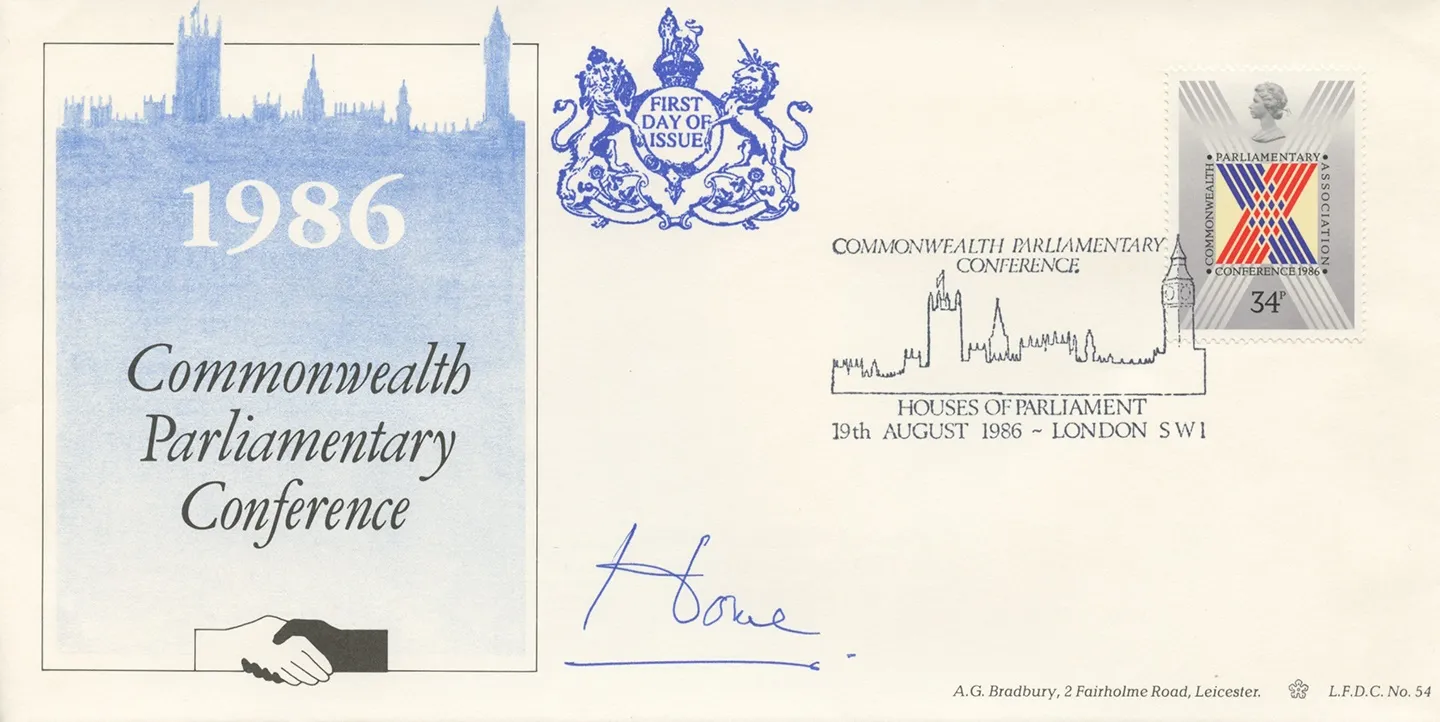 1986
Commonwealth
Parliamentary
Conference
FIRST
DAY OF
ISSUE
COMMONWEALTH PARLIAMENTARY
CONFERENCE
HOUSES OF PARLIAMENT
19th AUGUST 1986 ~ LONDON SW1
COMMONWEALTH
• PARLIAMENTARY •
ASSOCIATION
• CONFERENCE 1986 •
34P
Howe
A.G. Bradbury, 2 Fairholme Road, Leicester.
L.F.D.C. No. 54